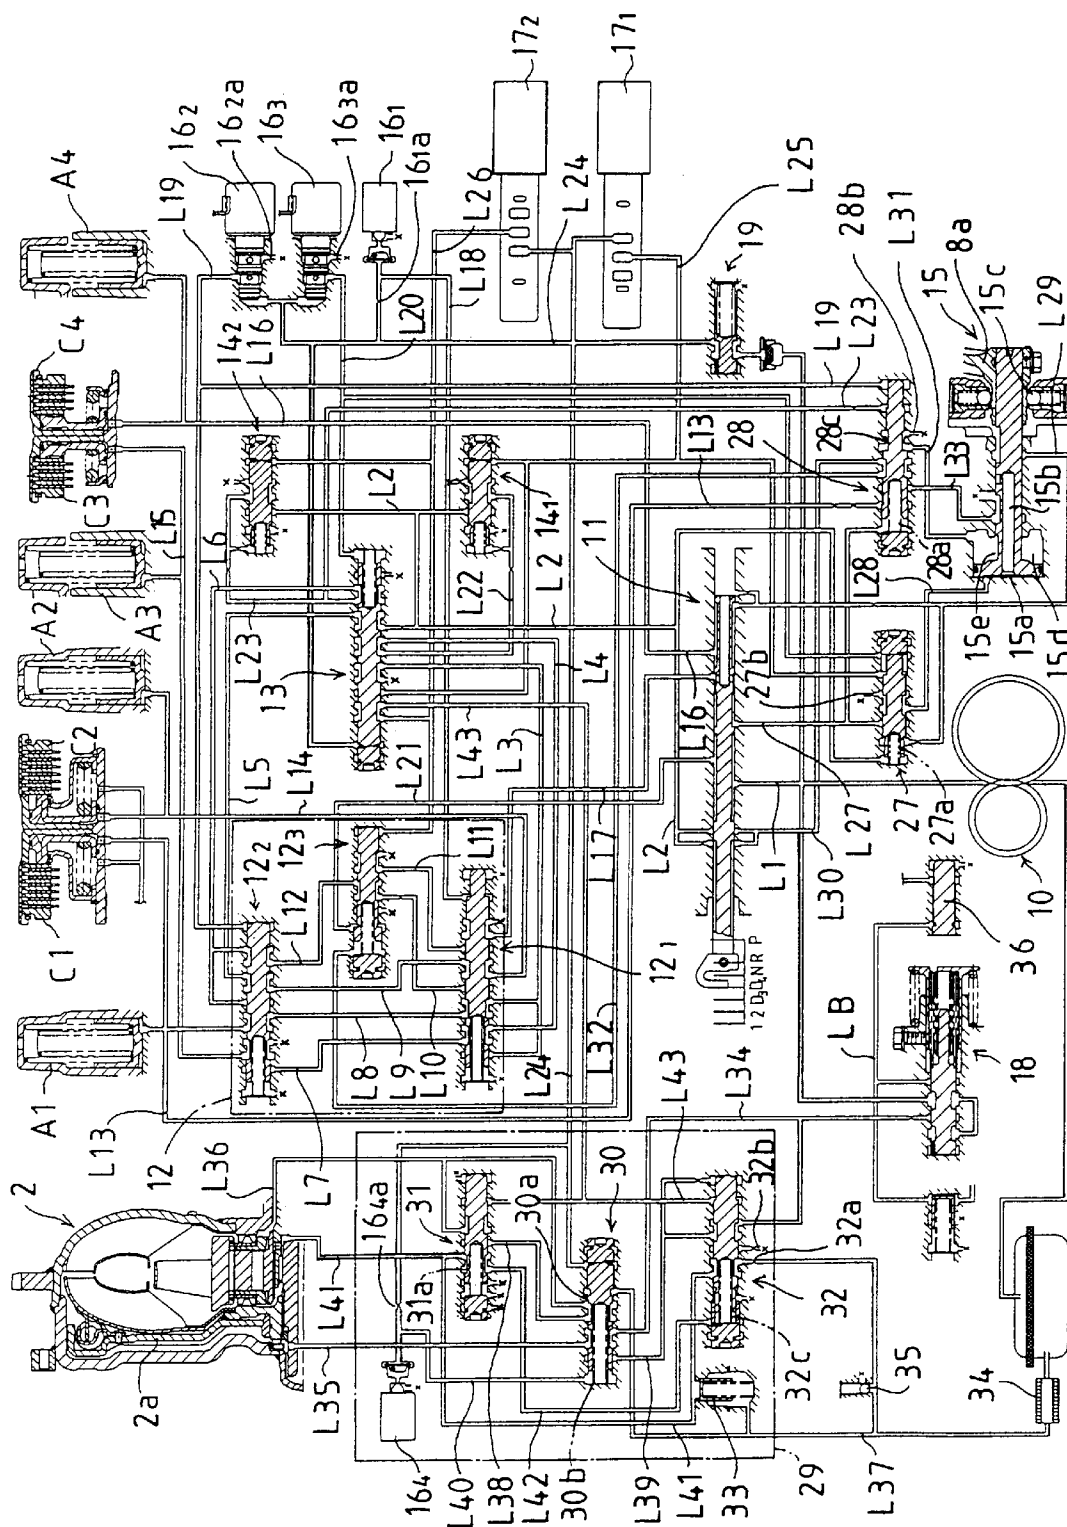 17₂
17₁
16₂
16₂a
16₃
16₃a
16₁
16₁a
L26
L24
L25
A4
L19
L18
19
28b
L31
8a
15
15c
L29
C4
C3
14₂
L16
L20
L19
L23
L13
28
28c
L33
15b
L15
L6
L2
14₁
11
L28
28a
15e
15a
15d
A2
A3
L23
13
L22
L2
L4
L16
27b
27
27a
C2
C1
L5
L14
L21
L43
L3
L17
L2
L1
L27
L30
10
12₂
12₃
L12
L11
12₁
1 2 D₃ D₄ N R P
36
A1
L13
12
L8
L9
L10
L24
L32
LB
18
L36
L7
L43
L34
2
2a
L41
L35
16₄a
31
31a
30a
30
32b
32a
32
32c
35
34
16₄
L40
L38
L42
30b
L39
L41
33
29
L37